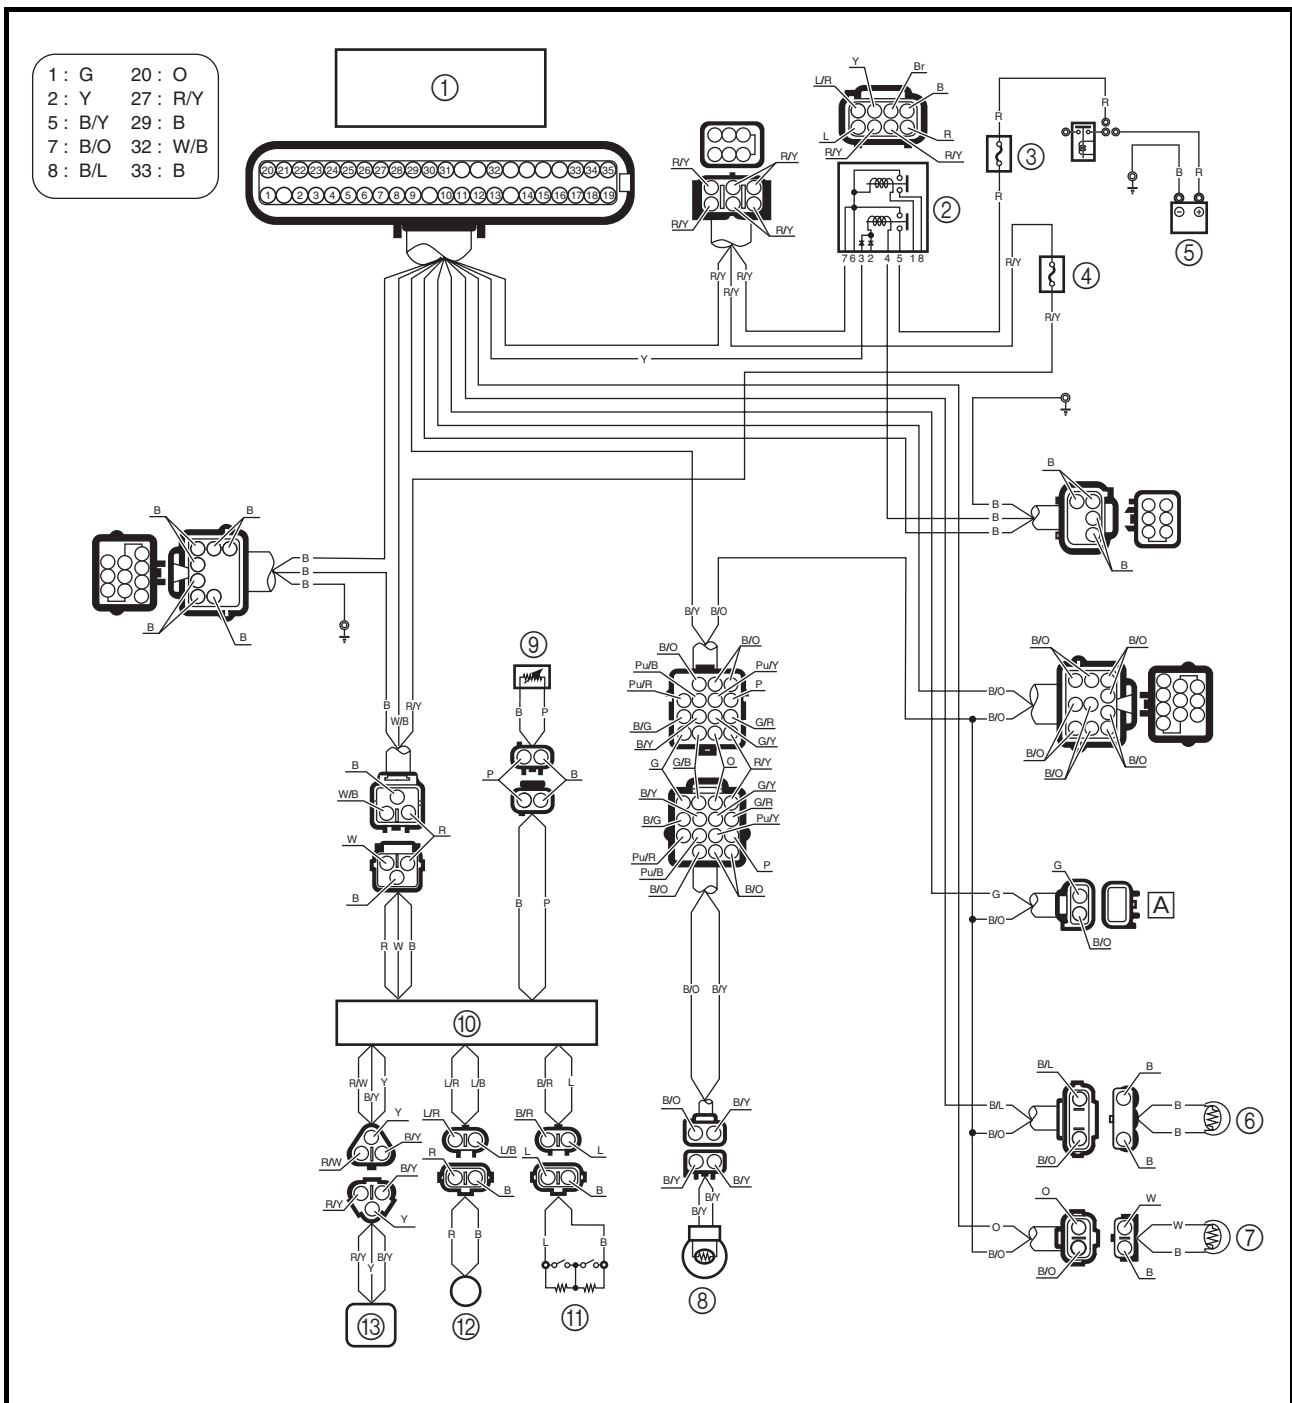 1 : G 20 : O
2 : Y 27 : R/Y
5 : B/Y 29 : B
7 : B/O 32 : W/B
8 : B/L 33 : B
①
20 21 22 23 24 25 26 27 28 29 30 31 32 33 34 35
1 2 3 4 5 6 7 8 9 10 11 12 13 14 15 16 17 18 19
Y Br
L/R B
L R
R/Y R/Y
R/Y R/Y
R/Y R/Y
②
7 6 3 2 4 5 1 8
R R
③
R
B R
⑤
R/Y
④
R/Y
R/Y R/Y
R/Y
Y
B
B
B
B
B
B B
B
B
B
B B
B/Y B/O
⑨
B P
B W/B R/Y
B/O B/O
Pu/B Pu/Y
Pu/R P
B/G G/R
B/Y G/Y
G G/B O R/Y
B/Y G/Y
B/G G/R
Pu/Y
Pu/R P
Pu/B
B/O B/O
B/O B/O
B/O
B/O
B/O B/O
B/O
B
W/B
R
W
B
P B
B P
R W B
G
G
B/O
B/O
A
B/O B/Y
⑩
R/W Y
B/Y
L/R L/B
B/R L
Y
R/W B/Y
L/R
L/B
B/R
L
R/Y B/Y
Y
R
B
L
B
R/Y B/Y
Y
R B
L B
⑬
⑫
⑪
B/O B/Y
B/Y B/Y
B/Y B/Y
⑧
B/L B
B/L B
B/O B
B/O B
⑥
O W
O W
B/O B
B/O B
⑦